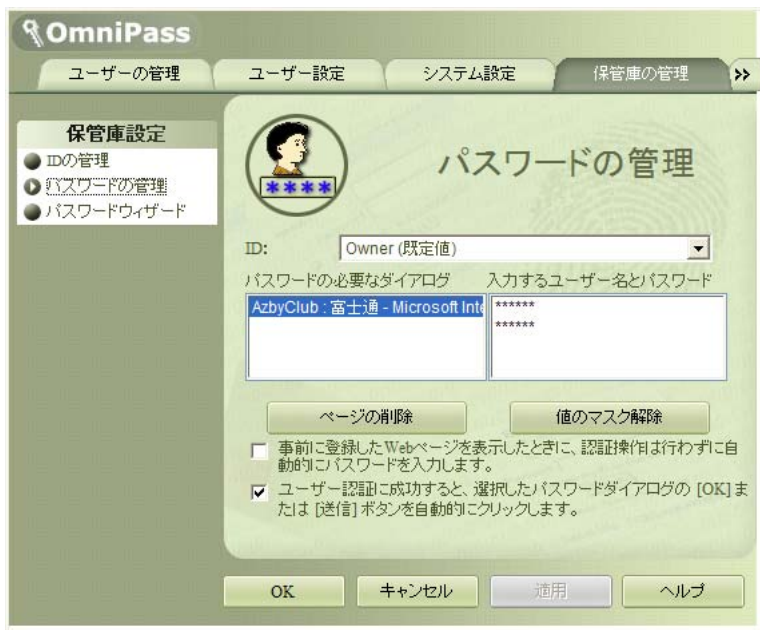 OmniPass
ユーザーの管理
ユーザー設定
システム設定
保管庫の管理
保管庫設定
IDの管理
パスワードの管理
パスワードウィザード
****
パスワードの管理
ID:
Owner (既定値)
パスワードの必要なダイアログ
入力するユーザー名とパスワード
AzbyClub : 富士通 - Microsoft Inte
******
******
ページの削除
値のマスク解除
事前に登録したWebページを表示したときに、認証操作は行わずに自
動的にパスワードを入力します。
ユーザー認証に成功すると、選択したパスワードダイアログの [OK] ま
たは [送信] ボタンを自動的にクリックします。
OK
キャンセル
適用
ヘルプ